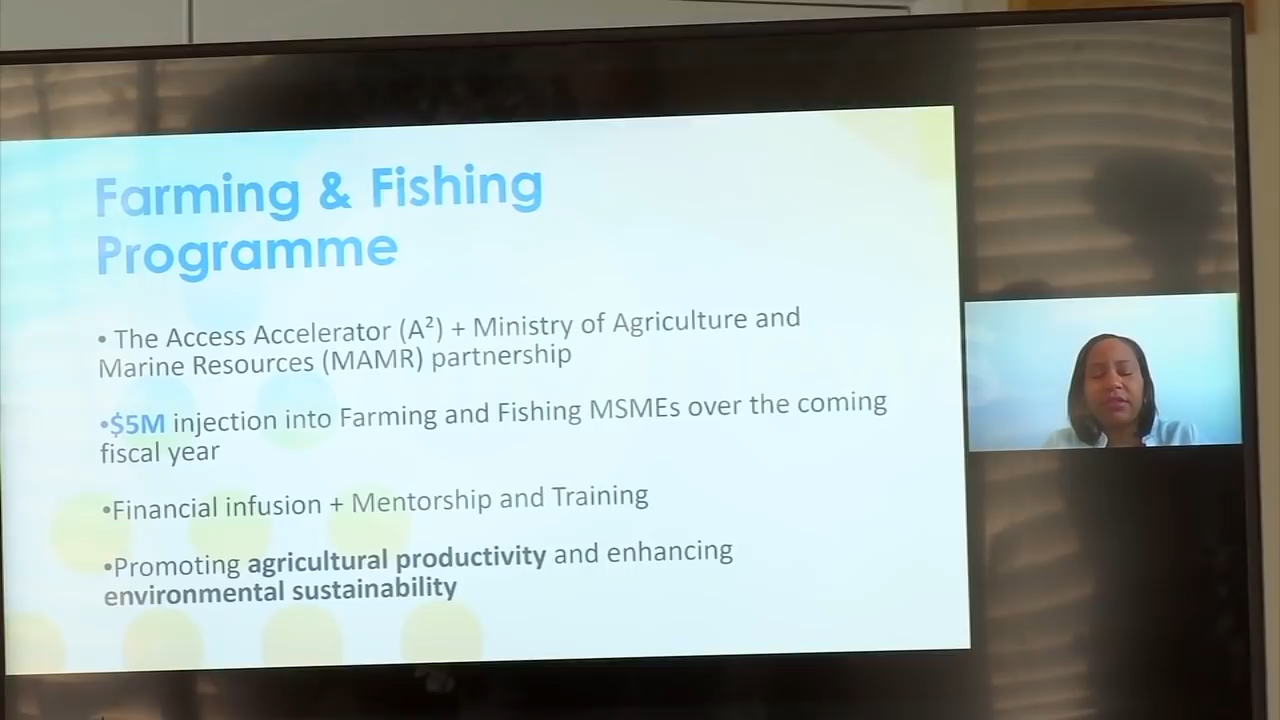 Farming & Fishing
Programme
• The Access Accelerator (A²) + Ministry of Agriculture and
Marine Resources (MAMR) partnership
•$5M injection into Farming and Fishing MSMEs over the coming
fiscal year
•Financial infusion + Mentorship and Training
•Promoting agricultural productivity and enhancing
environmental sustainability